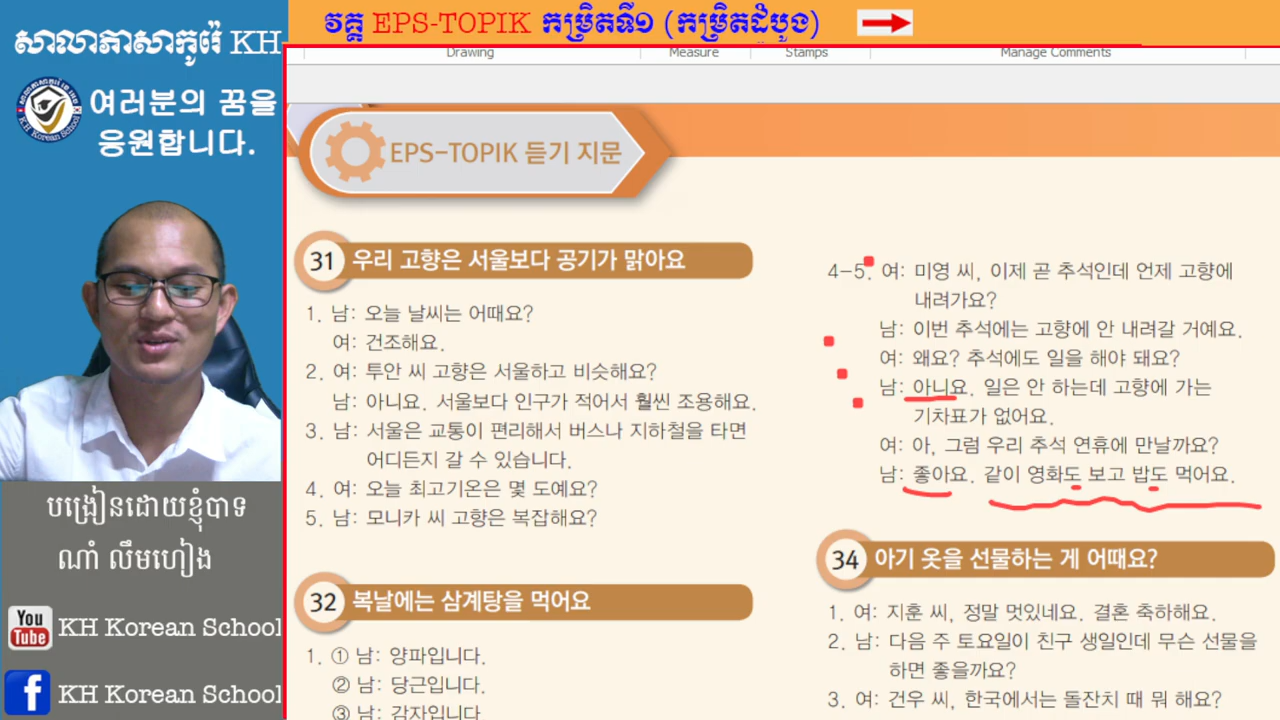 វគ្គ EPS-TOPIK កម្រិតទី១ (កម្រិតដំបូង)
សាលាភាសាកូរ៉េ KH
여러분의 꿈을
응원합니다.
Drawing
Measure
Stamps
Manage Comments
EPS-TOPIK 듣기 지문
31 우리 고향은 서울보다 공기가 맑아요
1. 남: 오늘 날씨는 어때요?
여: 건조해요.
2. 여: 투안 씨 고향은 서울하고 비슷해요?
남: 아니요. 서울보다 인구가 적어서 훨씬 조용해요.
3. 남: 서울은 교통이 편리해서 버스나 지하철을 타면
어디든지 갈 수 있습니다.
4. 여: 오늘 최고기온은 몇 도예요?
5. 남: 모니카 씨 고향은 복잡해요?
32 복날에는 삼계탕을 먹어요
1. ① 남: 양파입니다.
② 남: 당근입니다.
③ 남: 감자입니다
4-5. 여: 미영 씨, 이제 곧 추석인데 언제 고향에
내려가요?
남: 이번 추석에는 고향에 안 내려갈 거예요.
여: 왜요? 추석에도 일을 해야 돼요?
남: 아니요. 일은 안 하는데 고향에 가는
기차표가 없어요.
여: 아, 그럼 우리 추석 연휴에 만날까요?
남: 좋아요. 같이 영화도 보고 밥도 먹어요.
34 아기 옷을 선물하는 게 어때요?
1. 여: 지훈 씨, 정말 멋있네요. 결혼 축하해요.
2. 남: 다음 주 토요일이 친구 생일인데 무슨 선물을
하면 좋을까요?
3. 여: 건우 씨, 한국에서는 돌잔치 때 뭐 해요?
បង្រៀនដោយខ្ញុំបាទ
ណាំ លឹមហៀង
You Tube KH Korean School
f KH Korean School